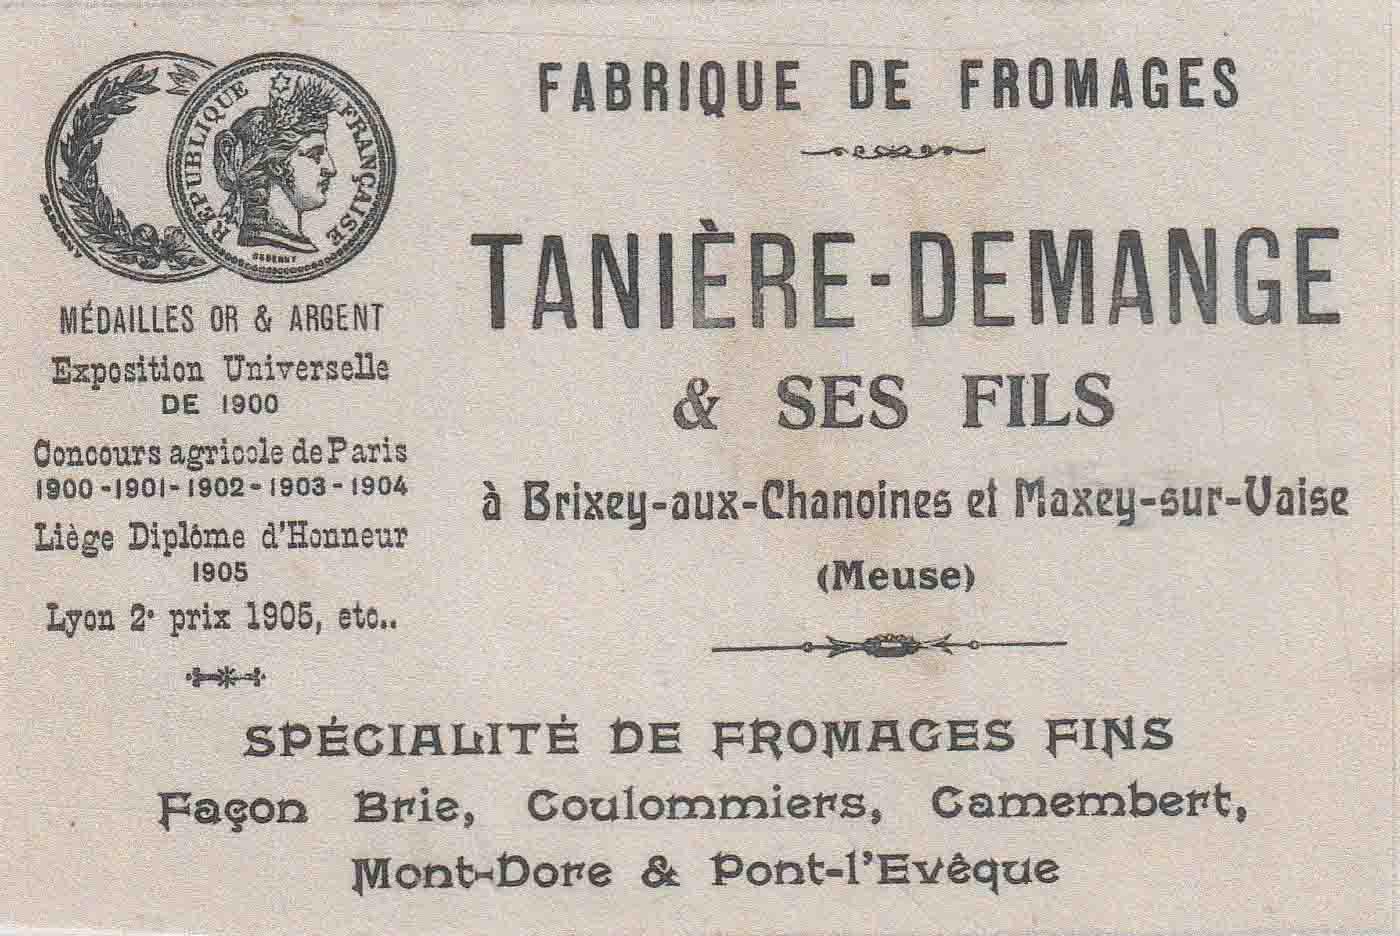 FABRIQUE DE FROMAGES
TANIÈRE-DEMANGE
& SES FILS
à Brixey-aux-Chanoines et Maxey-sur-Vaise
(Meuse)
RÉPUBLIQUE FRANÇAISE
MÉDAILLES OR & ARGENT
Exposition Universelle
DE 1900
Concours agricole de Paris
1900-1901-1902-1903-1904
Liège Diplôme d'Honneur
1905
Lyon 2e prix 1905, etc..
SPÉCIALITÉ DE FROMAGES FINS
Façon Brie, Coulommiers, Camembert,
Mont-Dore & Pont-l'Evêque